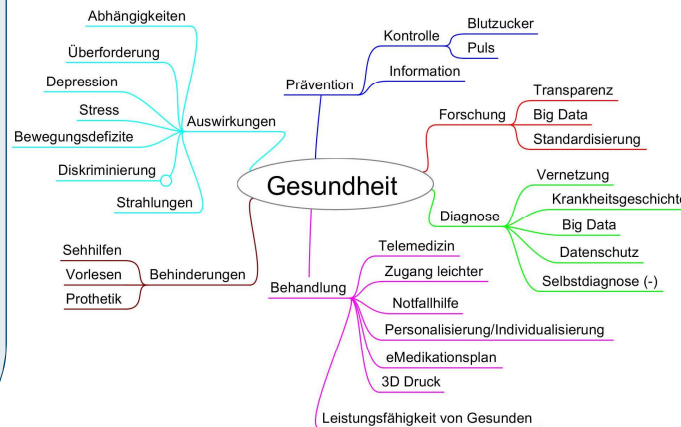 Gesundheit
Prävention
Kontrolle
Blutzucker
Puls
Information
Forschung
Transparenz
Big Data
Standardisierung
Diagnose
Vernetzung
Krankheitsgeschichte
Big Data
Datenschutz
Selbstdiagnose (-)
Behandlung
Telemedizin
Zugang leichter
Notfallhilfe
Personalisierung/Individualisierung
eMedikationsplan
3D Druck
Leistungsfähigkeit von Gesunden
Behinderungen
Sehhilfen
Vorlesen
Prothetik
Auswirkungen
Abhängigkeiten
Überforderung
Depression
Stress
Bewegungsdefizite
Diskriminierung
Strahlungen